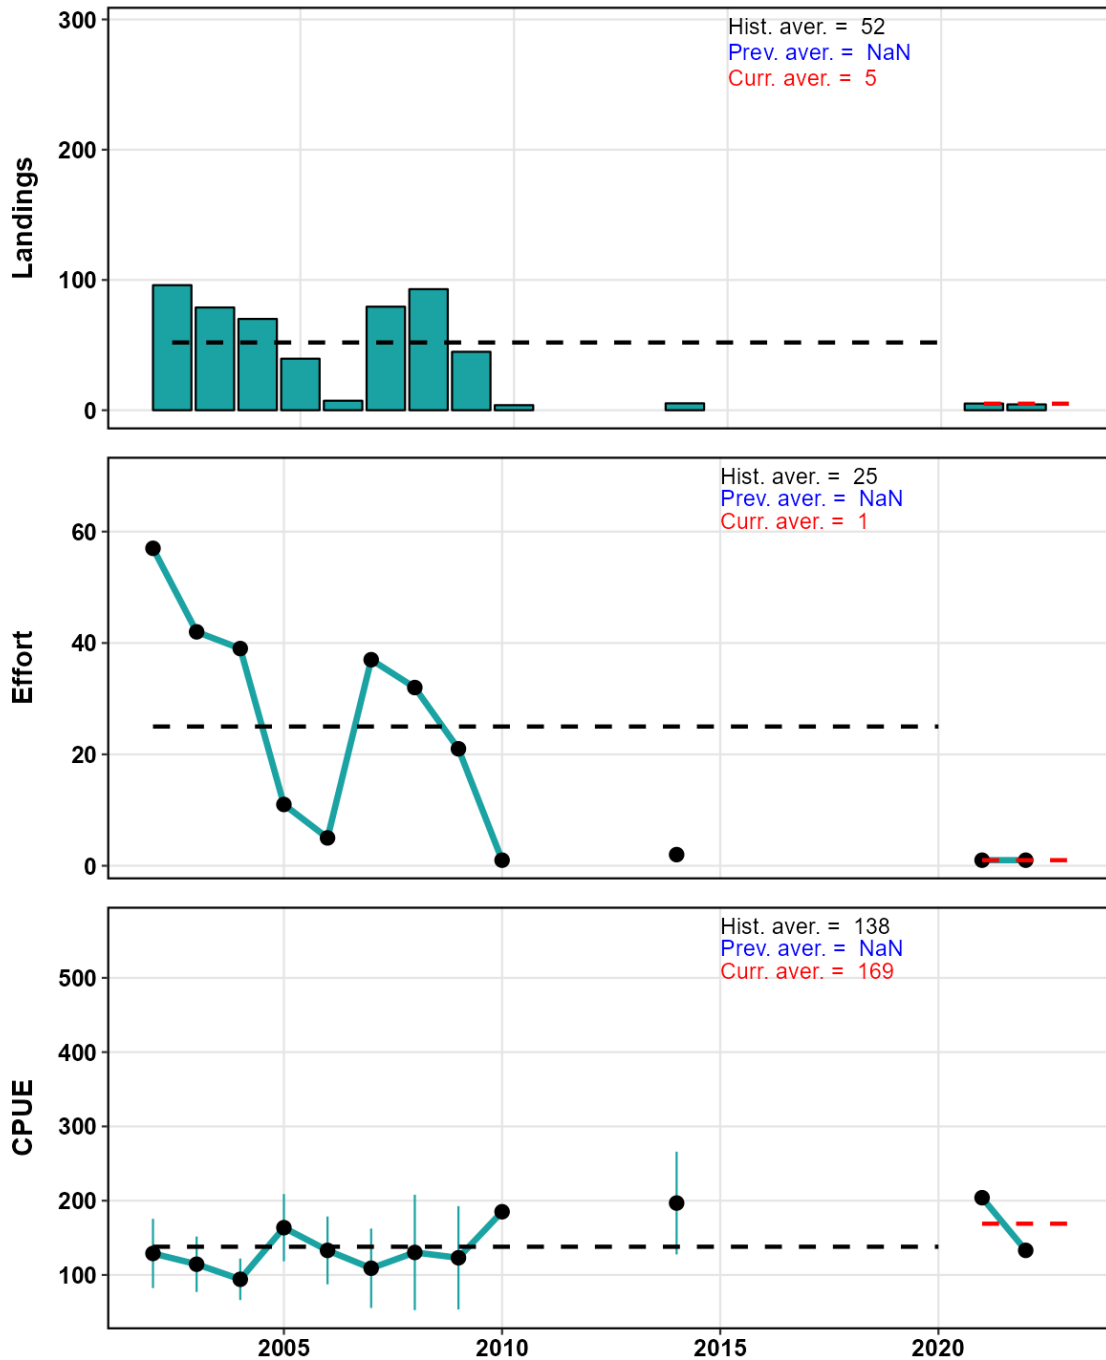 Landings
300
200
100
0
Hist. aver. = 52
Prev. aver. = NaN
Curr. aver. = 5
Effort
60
40
20
0
Hist. aver. = 25
Prev. aver. = NaN
Curr. aver. = 1
CPUE
500
400
300
200
100
Hist. aver. = 138
Prev. aver. = NaN
Curr. aver. = 169
2005 2010 2015 2020